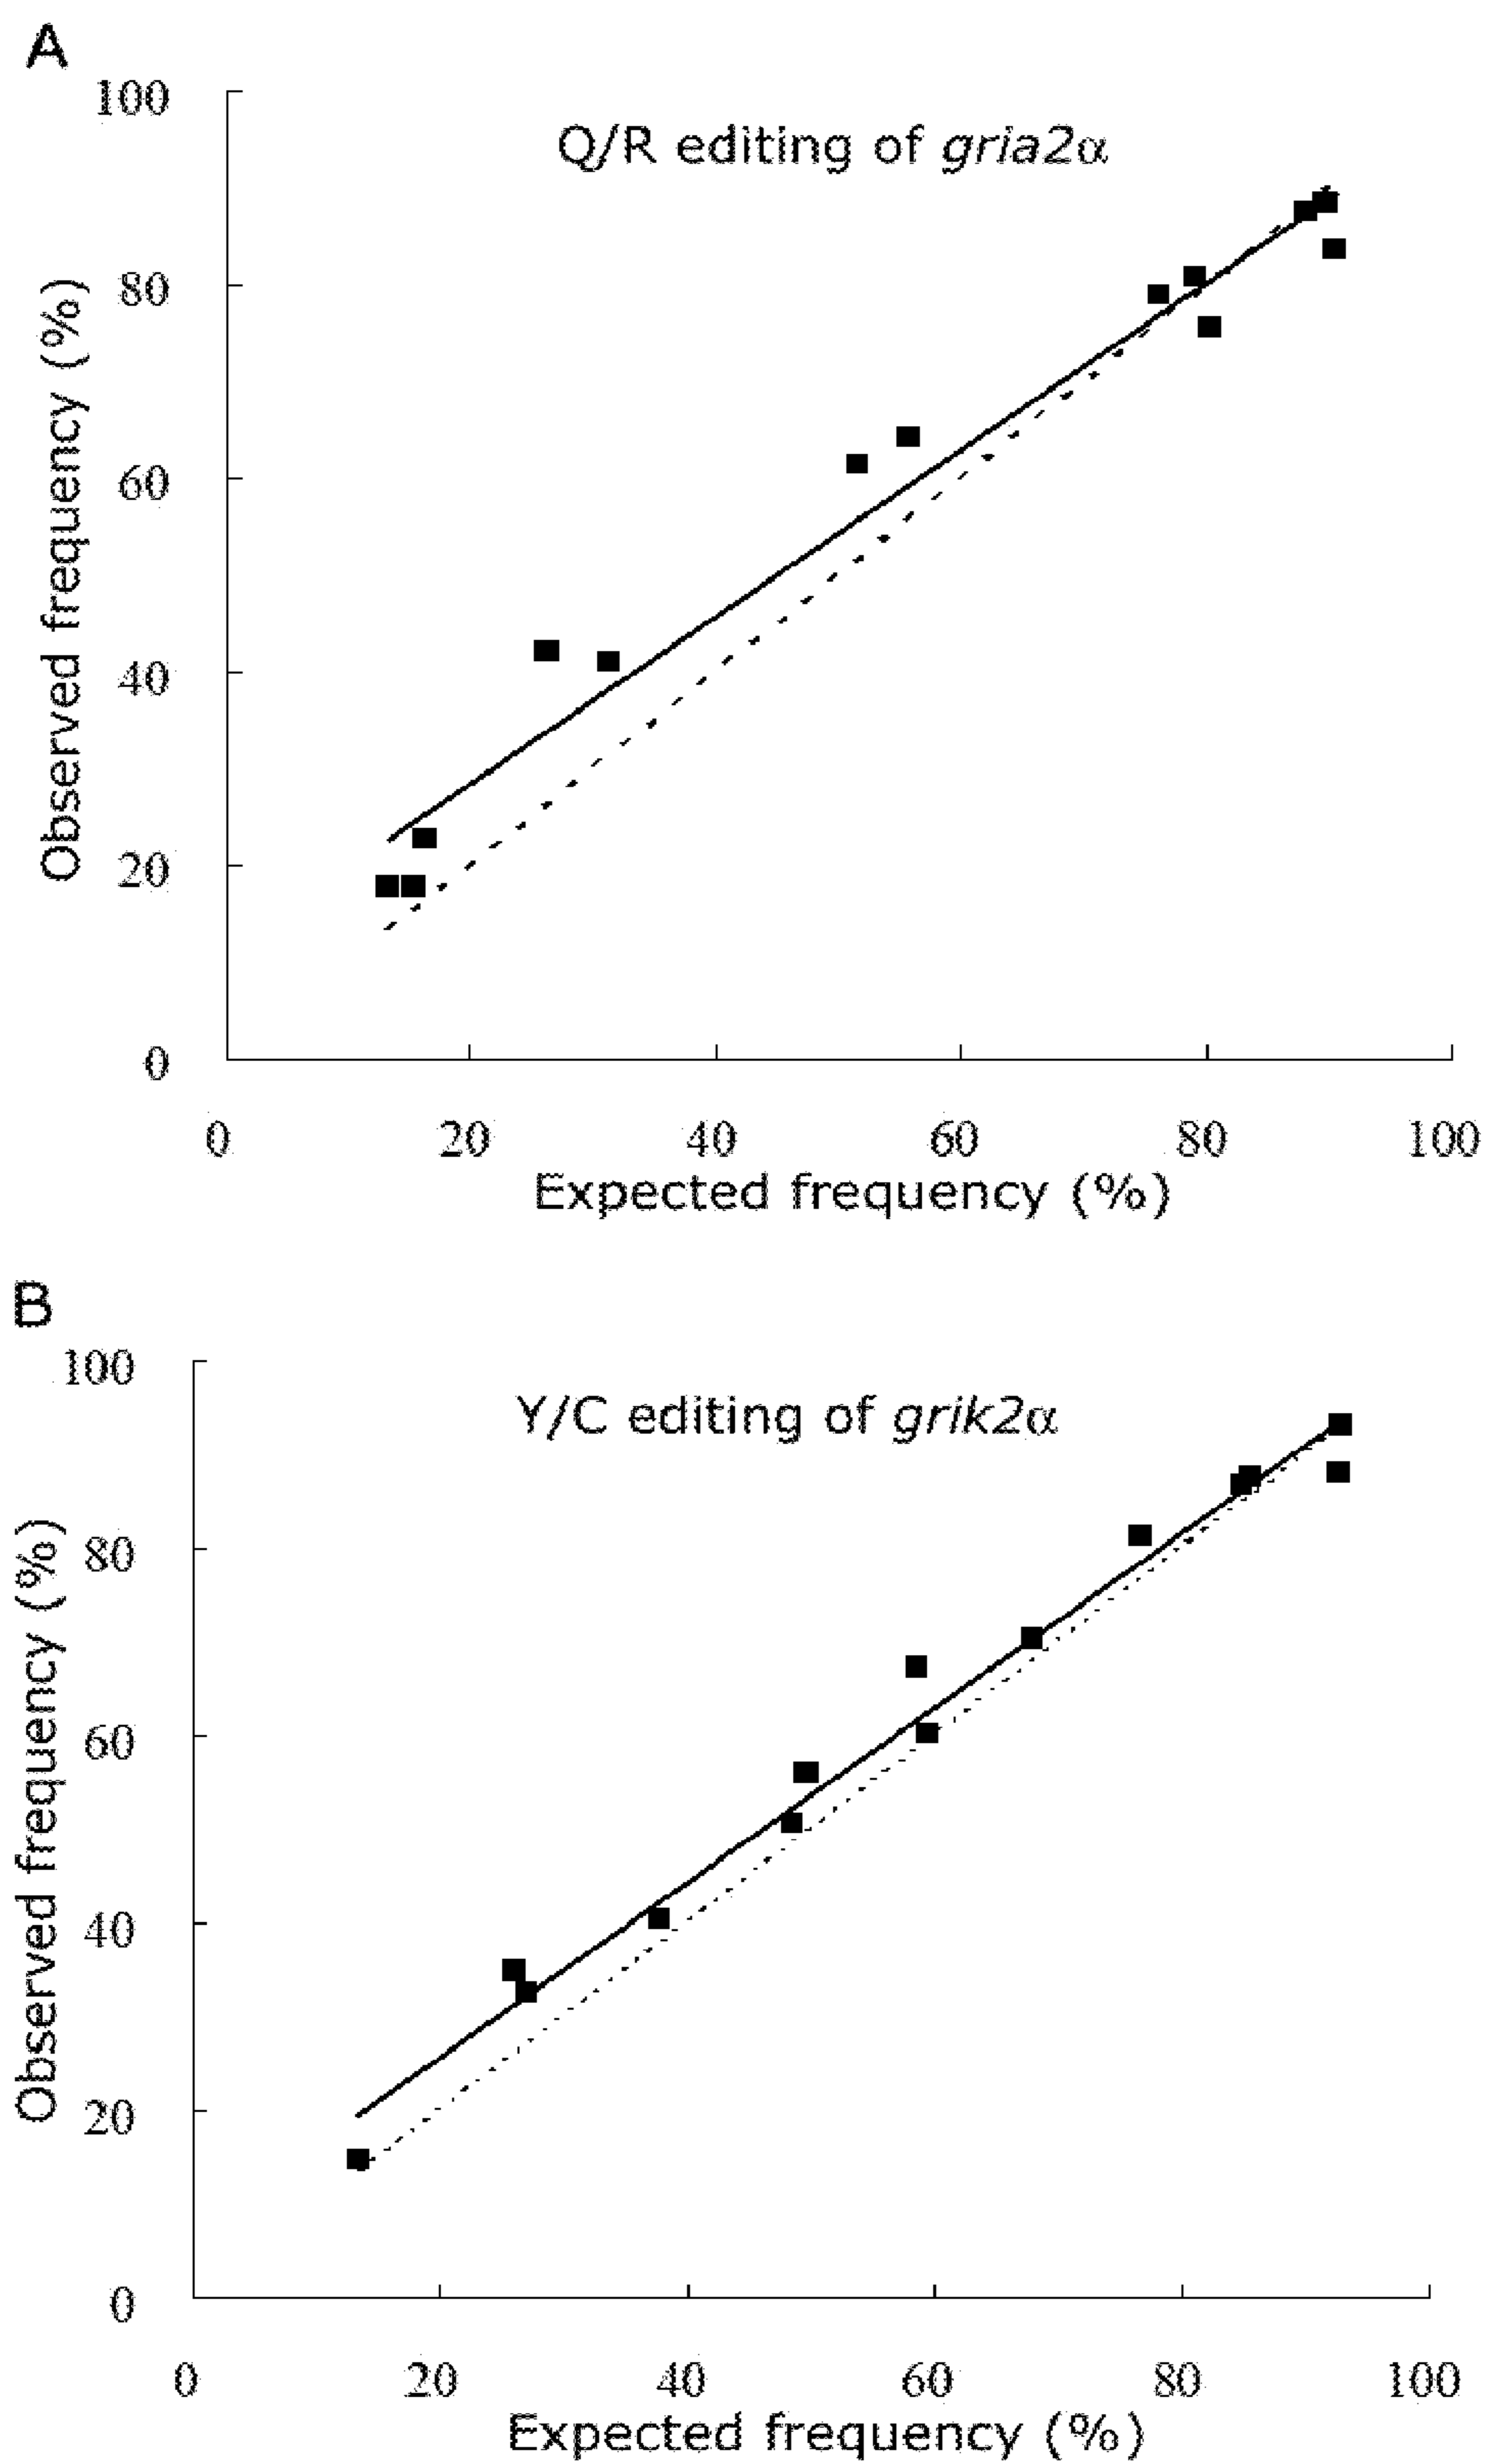 A
100
Q/R editing of gria2α
80
60
40
20
0
Observed frequency (%)
0 20 40 60 80 100
Expected frequency (%)
B
100
Y/C editing of grik2α
80
60
40
20
0
Observed frequency (%)
0 20 40 60 80 100
Expected frequency (%)